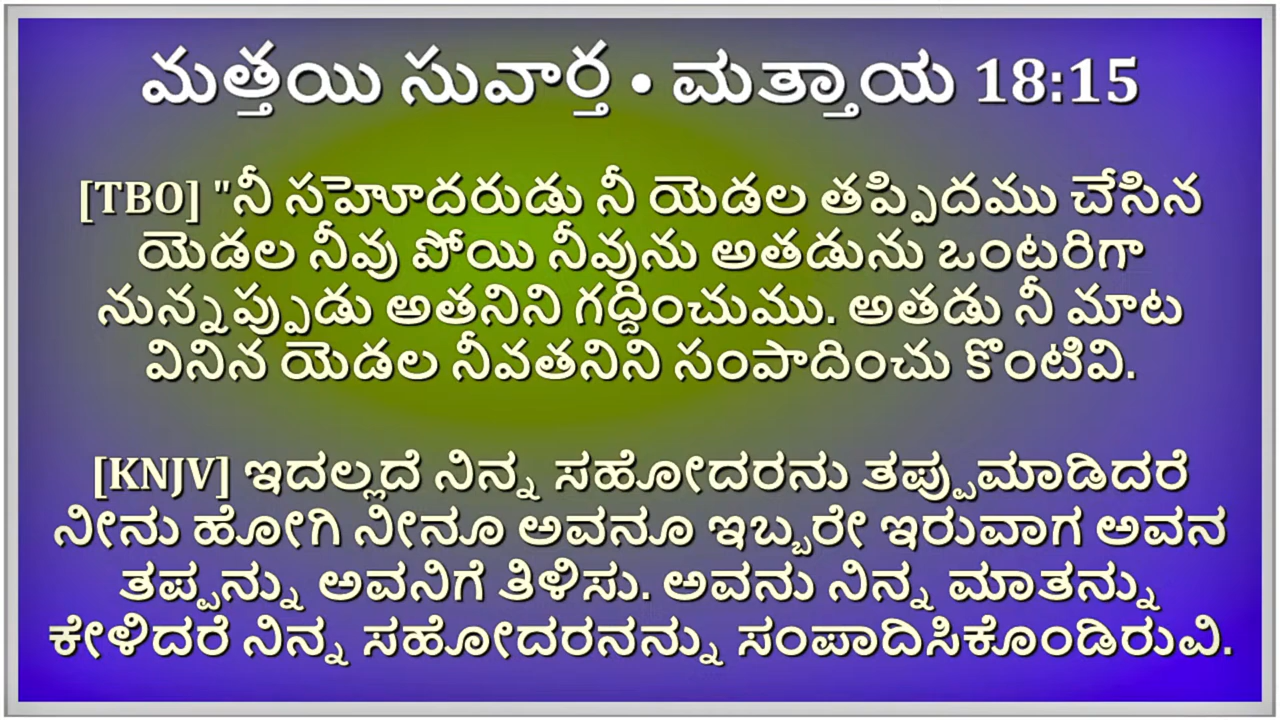 మత్తయి సువార్త • ಮತ್ತಾಯ 18:15
[TBO] "నీ సహెూదరుడు నీ యెడల తప్పిదము చేసిన
యెడల నీవు పోయి నీవును అతడును ఒంటరిగా
నున్నప్పుడు అతనిని గద్దించుము. అతడు నీ మాట
వినిన యెడల నీవతనిని సంపాదించు కొంటివి.
[KNJV] ಇದಲ್ಲದೆ ನಿನ್ನ ಸಹೋದರನು ತಪ್ಪುಮಾಡಿದರೆ
ನೀನು ಹೋಗಿ ನೀನೂ ಅವನೂ ಇಬ್ಬರೇ ಇರುವಾಗ ಅವನ
ತಪ್ಪನ್ನು ಅವನಿಗೆ ತಿಳಿಸು. ಅವನು ನಿನ್ನ ಮಾತನ್ನು
ಕೇಳಿದರೆ ನಿನ್ನ ಸಹೋದರನನ್ನು ಸಂಪಾದಿಸಿಕೊಂಡಿರುವಿ.